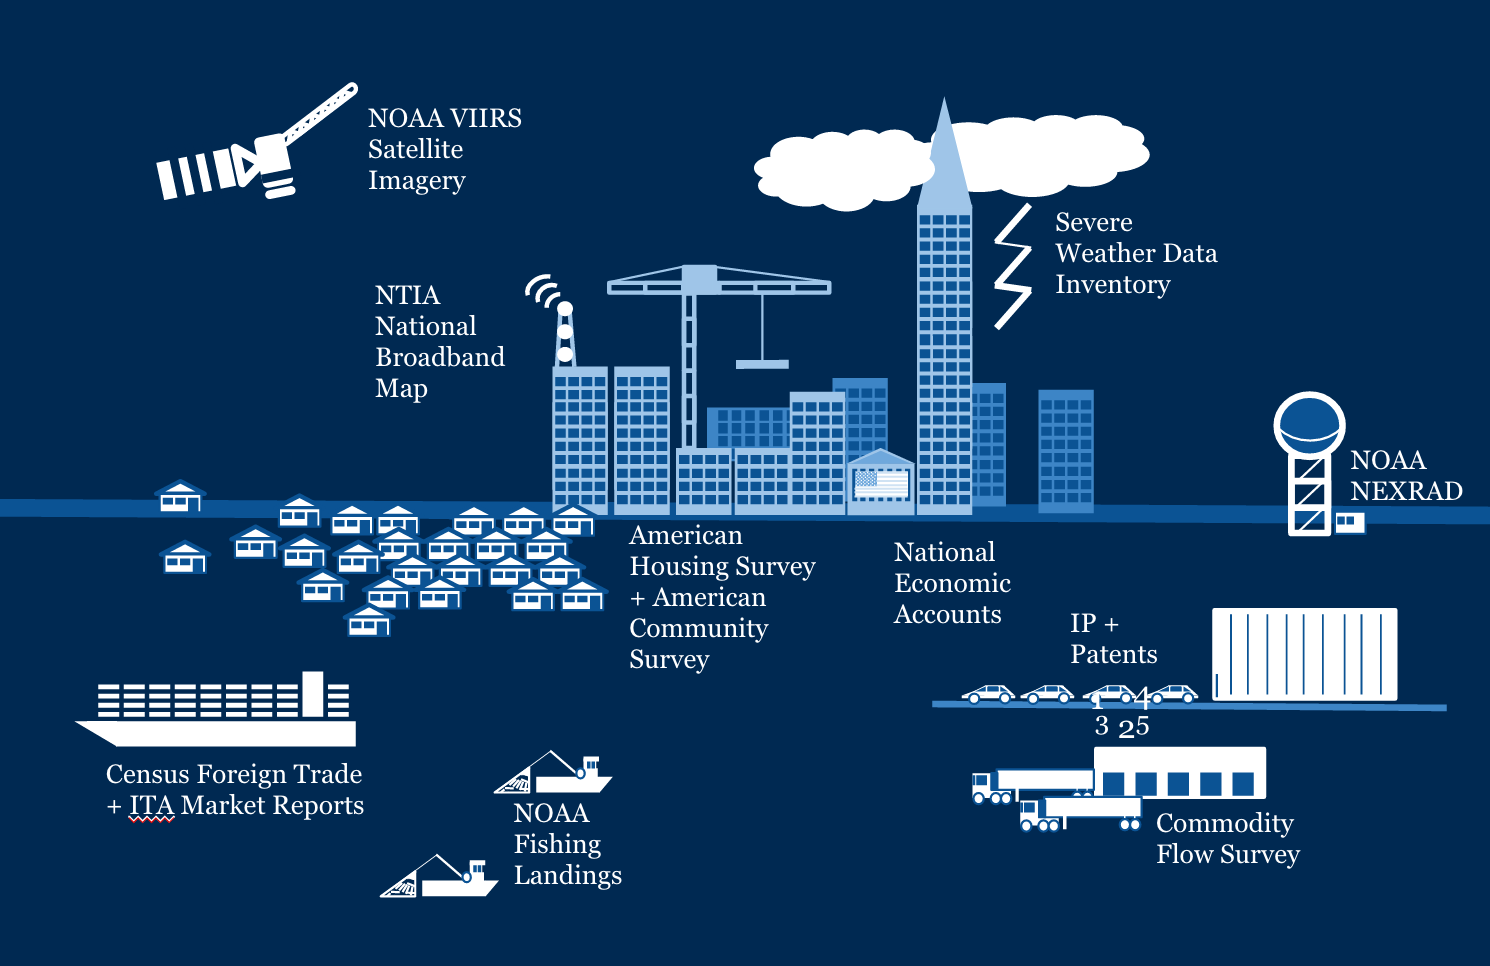 NOAA VIIRS
Satellite
Imagery
Severe
Weather Data
Inventory
NTIA
National
Broadband
Map
NOAA
NEXRAD
American
Housing Survey
+ American
Community
Survey
National
Economic
Accounts
IP +
Patents
1 4
3 25
Census Foreign Trade
+ ITA Market Reports
NOAA
Fishing
Landings
Commodity
Flow Survey